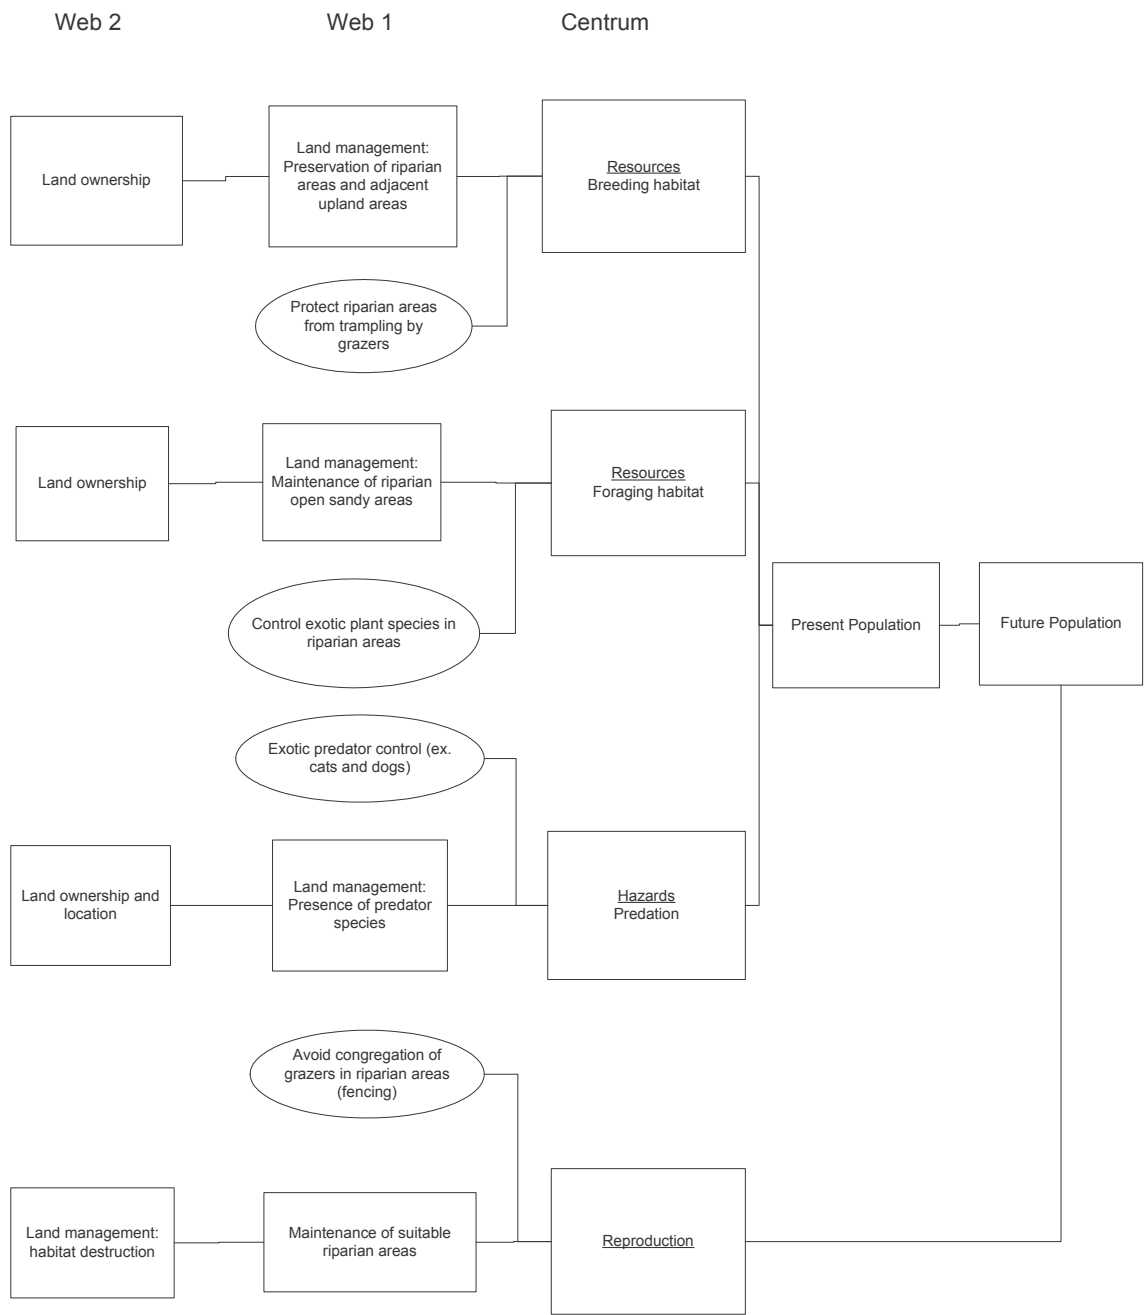 Web 2
Web 1
Centrum
Land ownership
Land management:
Preservation of riparian
areas and adjacent
upland areas
Resources
Breeding habitat
Protect riparian areas
from trampling by
grazers
Land ownership
Land management:
Maintenance of riparian
open sandy areas
Resources
Foraging habitat
Control exotic plant species in
riparian areas
Present Population
Future Population
Exotic predator control (ex.
cats and dogs)
Land ownership and
location
Land management:
Presence of predator
species
Hazards
Predation
Avoid congregation of
grazers in riparian areas
(fencing)
Land management:
habitat destruction
Maintenance of suitable
riparian areas
Reproduction